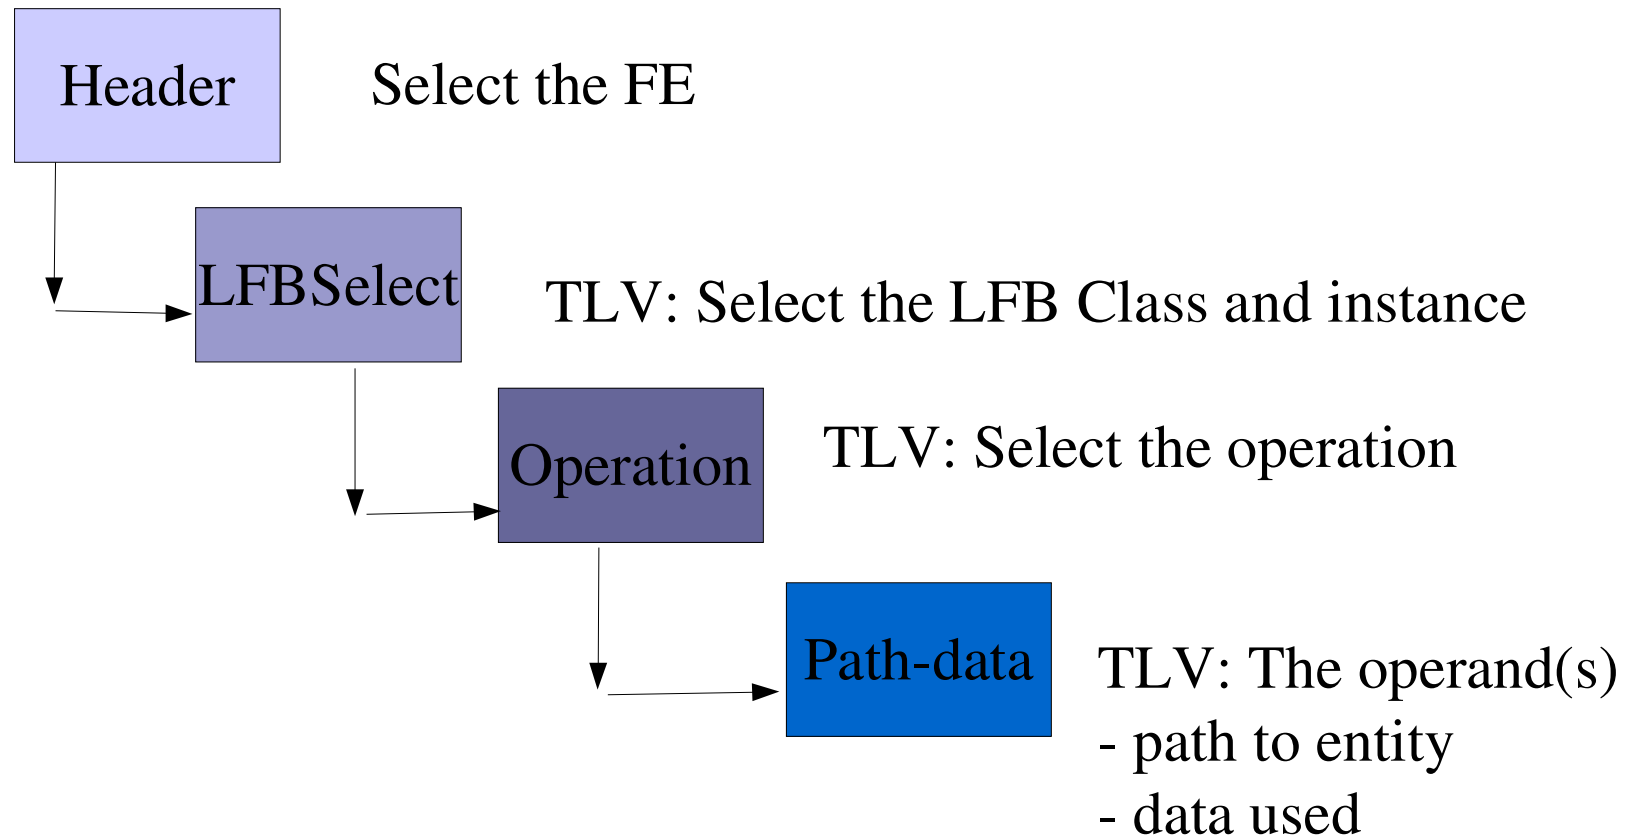 Header
Select the FE
LFBSelect
TLV: Select the LFB Class and instance
Operation
TLV: Select the operation
Path-data
TLV: The operand(s)
- path to entity
- data used